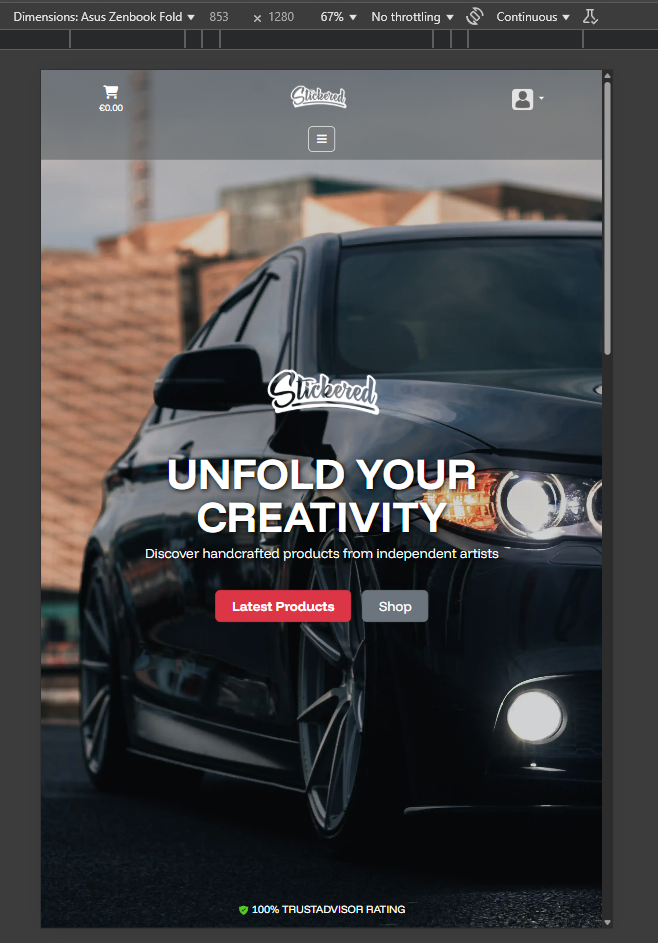 Dimensions: Asus Zenbook Fold 853 × 1280 67% No throttling Continuous
€0.00
Stickered
Stickered
UNFOLD YOUR
CREATIVITY
Discover handcrafted products from independent artists
Latest Products Shop
100% TRUSTADVISOR RATING